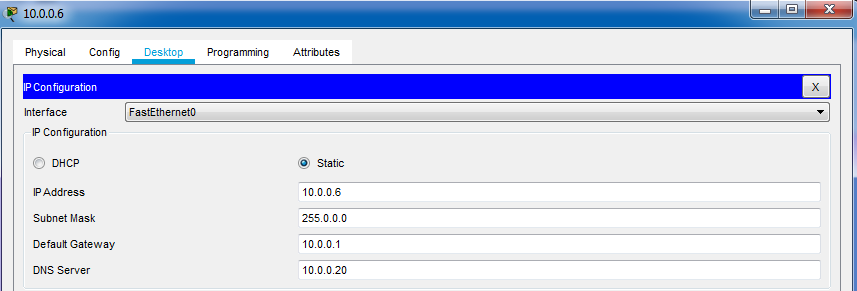 10.0.0.6
Physical Config Desktop Programming Attributes
IP Configuration X
Interface FastEthernet0
IP Configuration
DHCP Static
IP Address 10.0.0.6
Subnet Mask 255.0.0.0
Default Gateway 10.0.0.1
DNS Server 10.0.0.20